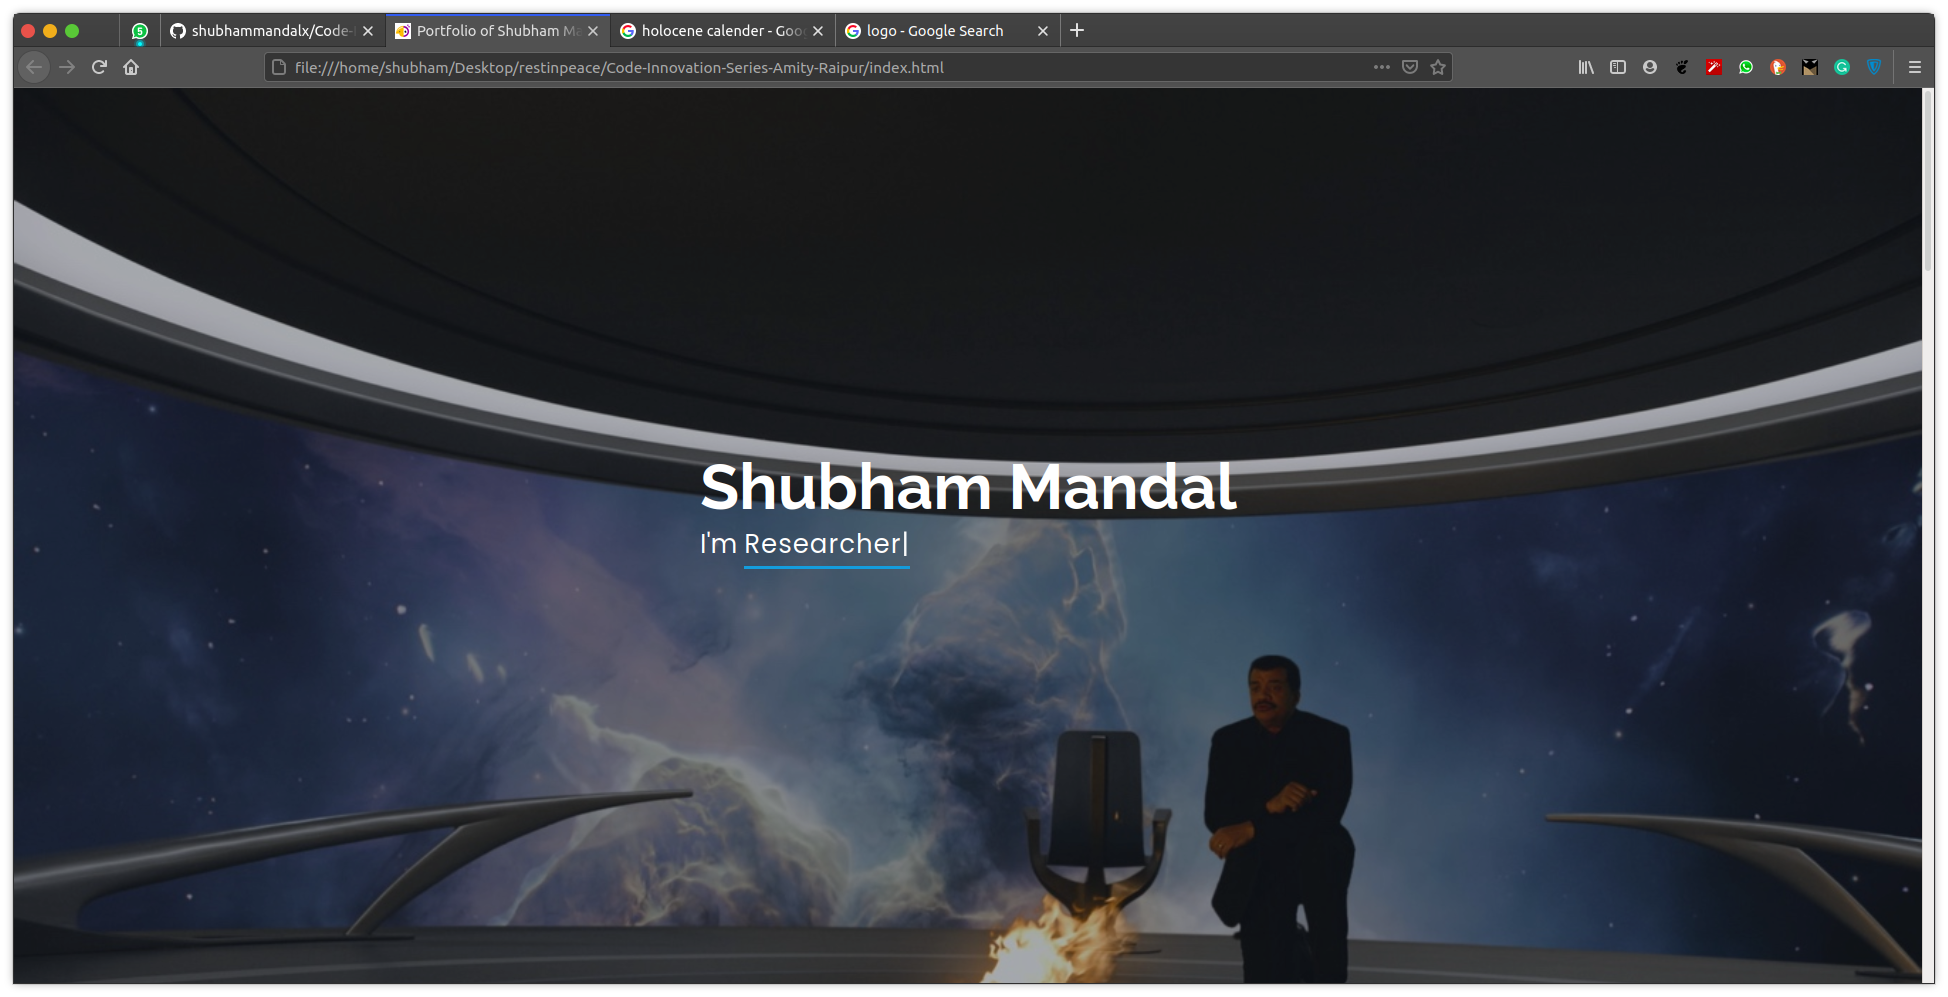 5
shubhammandalx/Code-
Portfolio of Shubham Ma
holocene calender - Goo
logo - Google Search
file:///home/shubham/Desktop/restinpeace/Code-Innovation-Series-Amity-Raipur/index.html
Shubham Mandal
I'm Researcher|